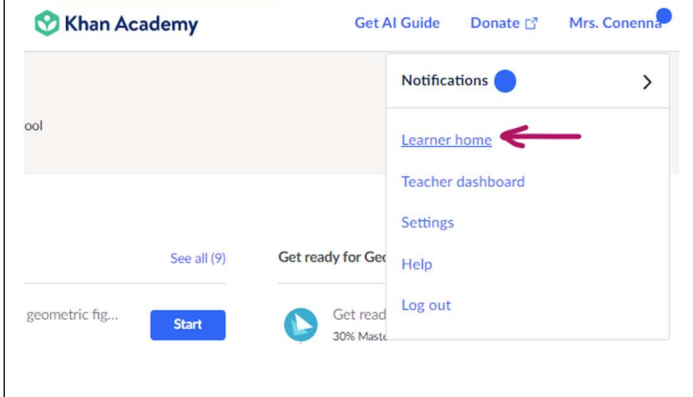 Khan Academy
Get AI Guide
Donate
Mrs. Conenna
Notifications
ool
Learner home
Teacher dashboard
Settings
See all (9)
Get ready for Geo
Help
geometric fig...
Start
Get read
30% Maste
Log out